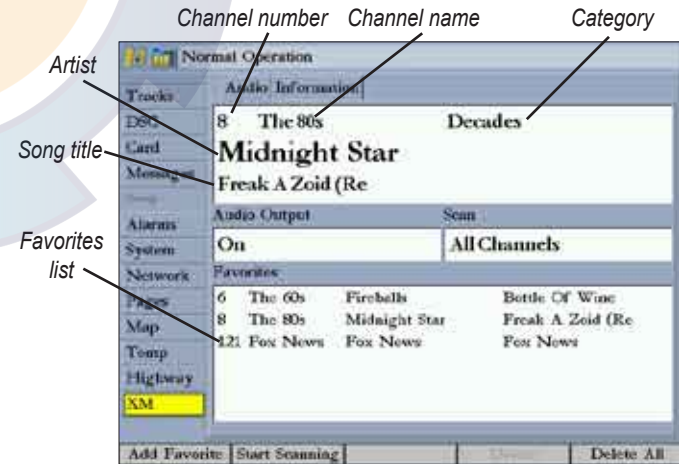 Channel number Channel name Category
Normal Operation
Artist
Audio Information
Tracks
8 The 80s Decades
DSC
Midnight Star
Card
Song title
Freak A Zoid (Re
Messages
Audio Output Scan
Alarms
On All Channels
System
Favorites list
Favorites
Network
6 The 60s Fireballs Bottle Of Wine
Pages
8 The 80s Midnight Star Freak A Zoid (Re
Map
121 Fox News Fox News Fox News
Temp
Highway
XM
Add Favorite Start Scanning Delete All